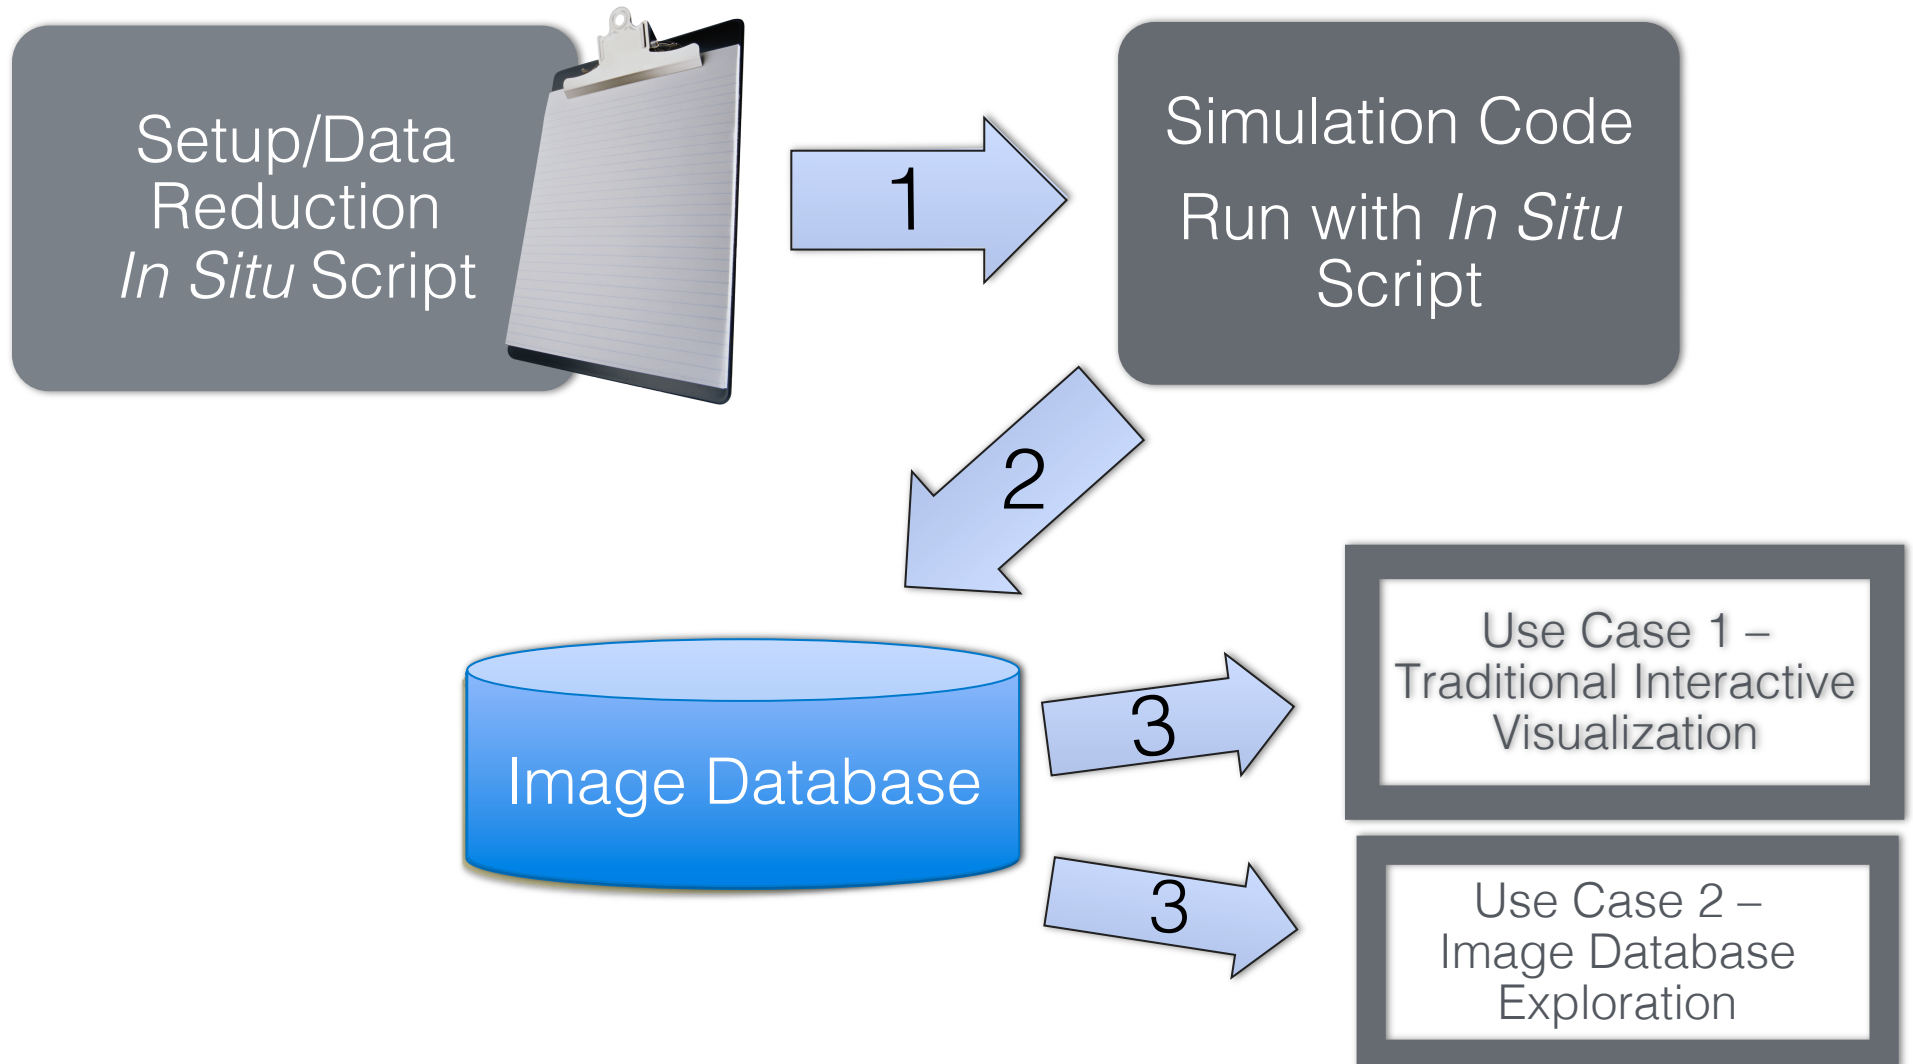 Setup/Data
Reduction
In Situ Script
1
Simulation Code
Run with In Situ
Script
2
Image Database
3
Use Case 1 –
Traditional Interactive
Visualization
3
Use Case 2 –
Image Database
Exploration